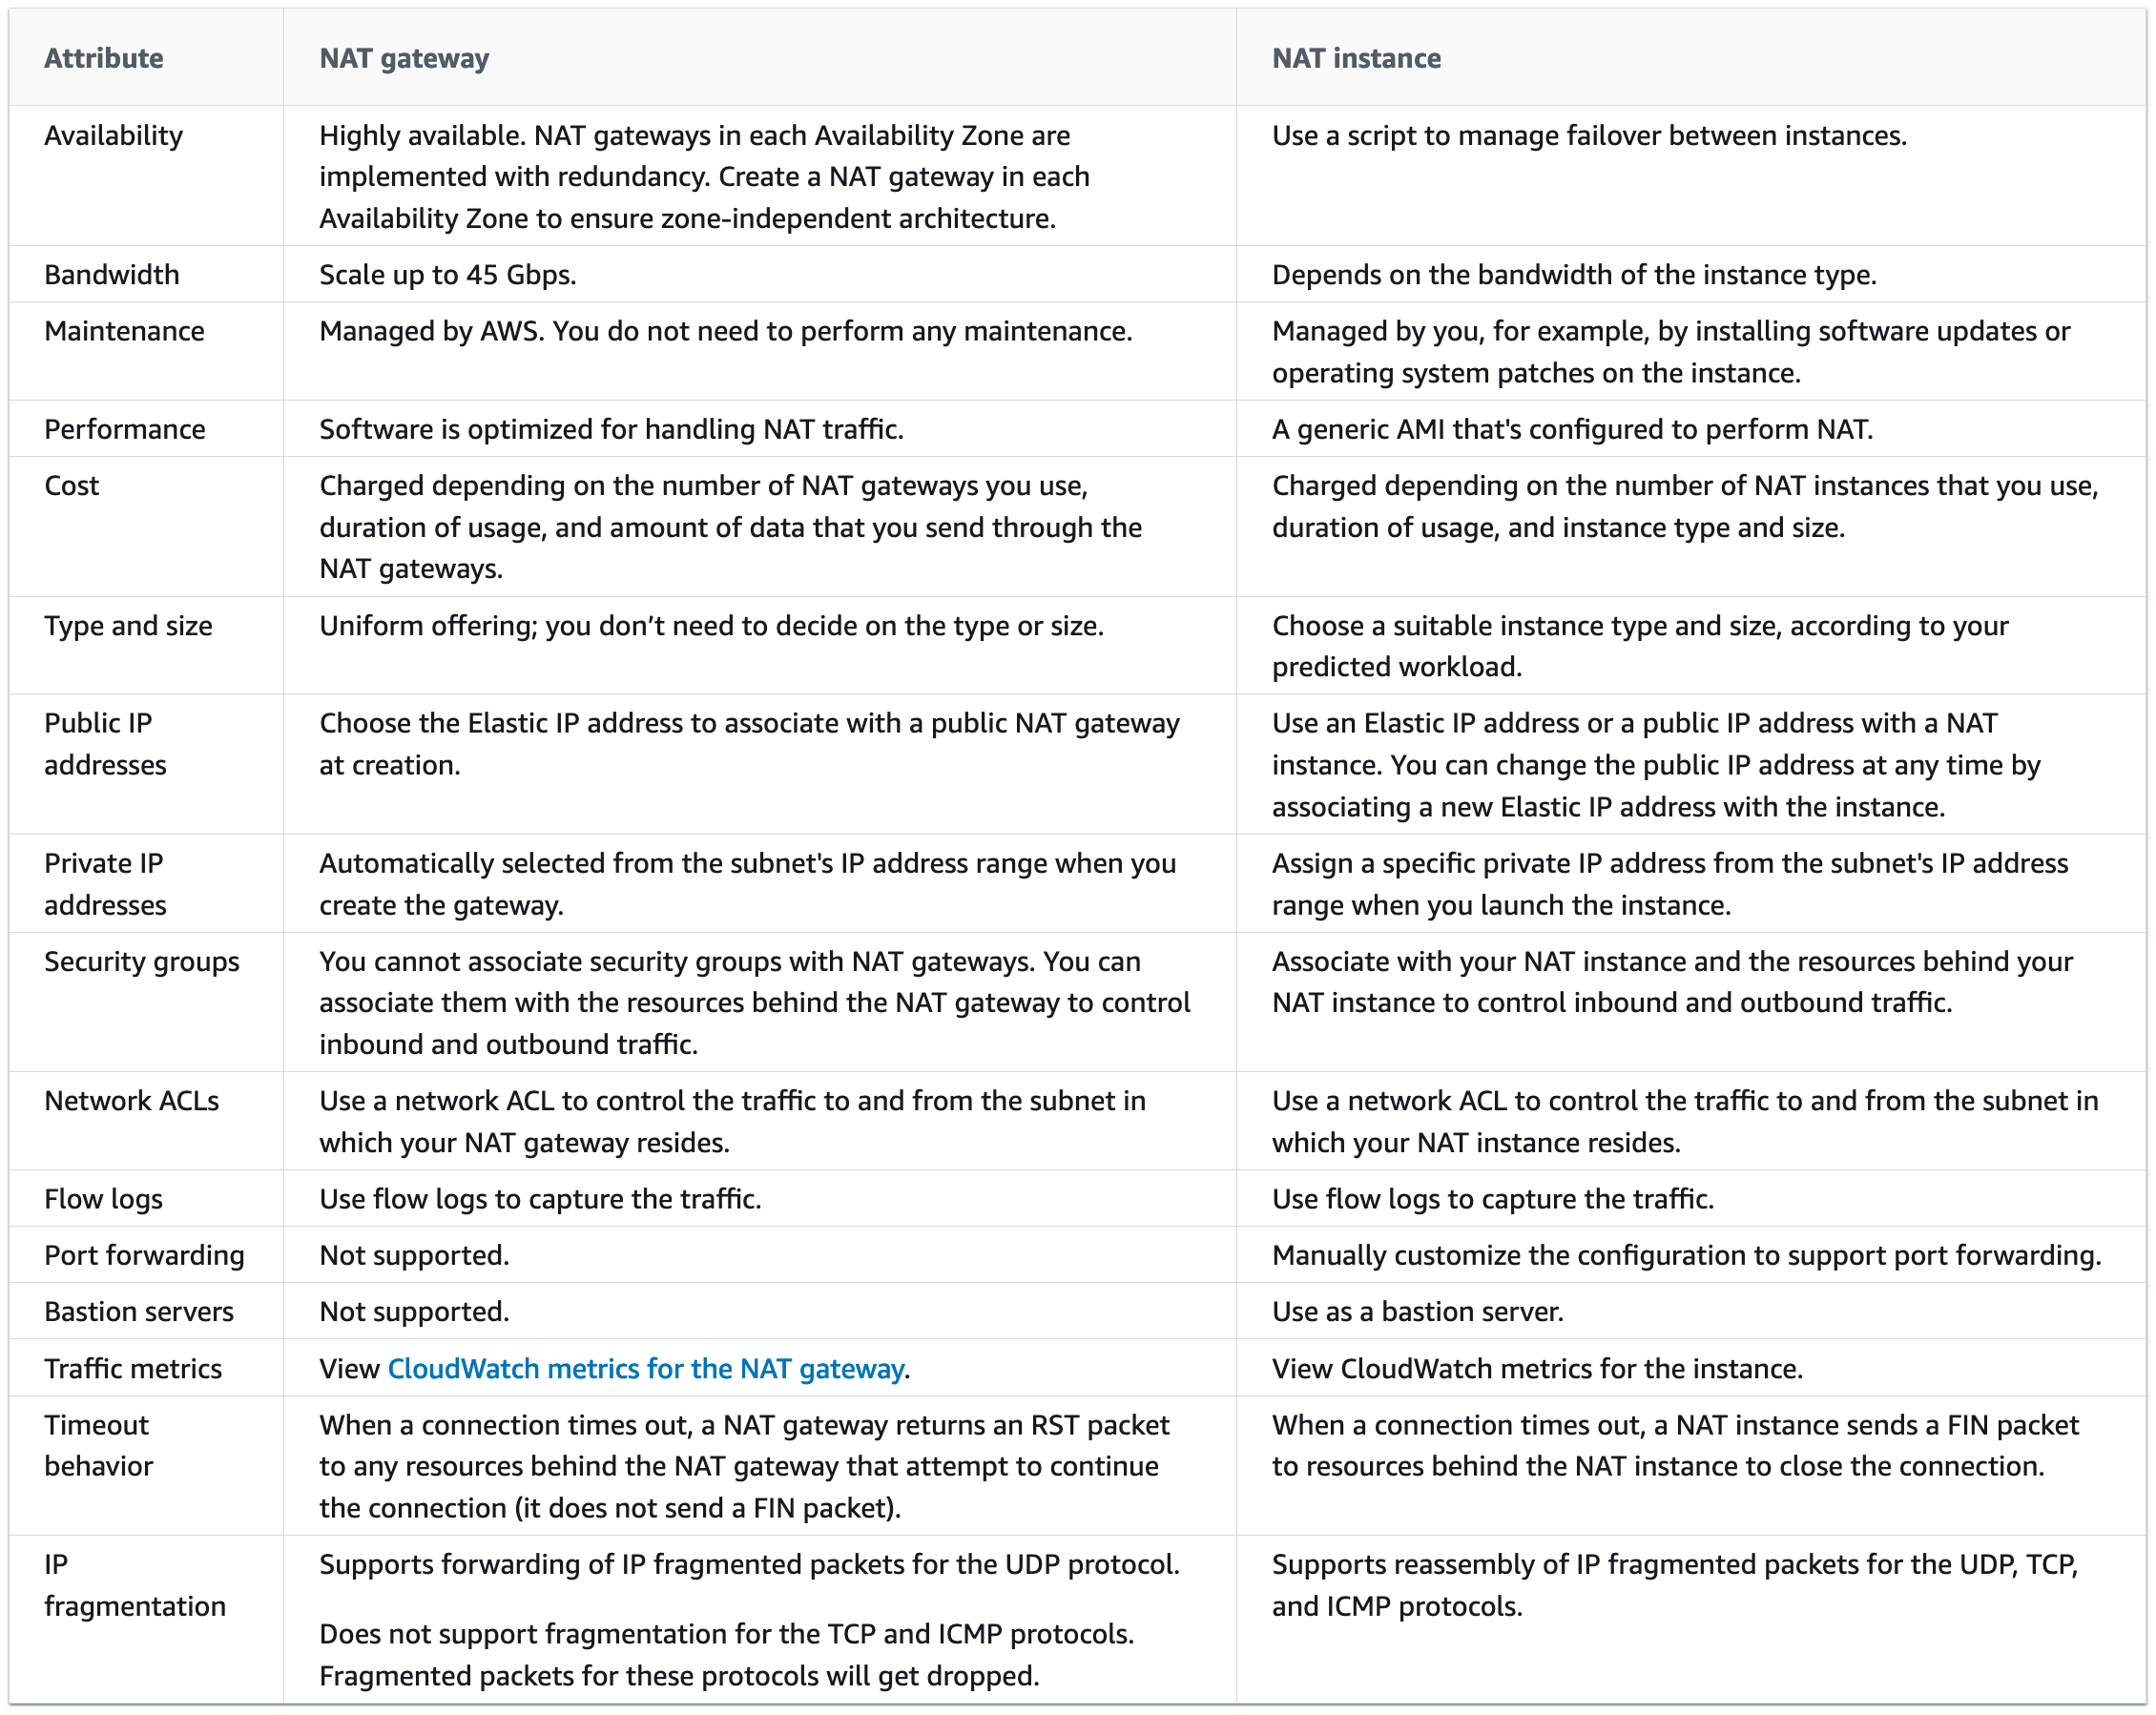 Attribute
NAT gateway
NAT instance
Availability
Highly available. NAT gateways in each Availability Zone are
implemented with redundancy. Create a NAT gateway in each
Availability Zone to ensure zone-independent architecture.
Use a script to manage failover between instances.
Bandwidth
Scale up to 45 Gbps.
Depends on the bandwidth of the instance type.
Maintenance
Managed by AWS. You do not need to perform any maintenance.
Managed by you, for example, by installing software updates or
operating system patches on the instance.
Performance
Software is optimized for handling NAT traffic.
A generic AMI that's configured to perform NAT.
Cost
Charged depending on the number of NAT gateways you use,
duration of usage, and amount of data that you send through the
NAT gateways.
Charged depending on the number of NAT instances that you use,
duration of usage, and instance type and size.
Type and size
Uniform offering; you don’t need to decide on the type or size.
Choose a suitable instance type and size, according to your
predicted workload.
Public IP
addresses
Choose the Elastic IP address to associate with a public NAT gateway
at creation.
Use an Elastic IP address or a public IP address with a NAT
instance. You can change the public IP address at any time by
associating a new Elastic IP address with the instance.
Private IP
addresses
Automatically selected from the subnet's IP address range when you
create the gateway.
Assign a specific private IP address from the subnet's IP address
range when you launch the instance.
Security groups
You cannot associate security groups with NAT gateways. You can
associate them with the resources behind the NAT gateway to control
inbound and outbound traffic.
Associate with your NAT instance and the resources behind your
NAT instance to control inbound and outbound traffic.
Network ACLs
Use a network ACL to control the traffic to and from the subnet in
which your NAT gateway resides.
Use a network ACL to control the traffic to and from the subnet in
which your NAT instance resides.
Flow logs
Use flow logs to capture the traffic.
Use flow logs to capture the traffic.
Port forwarding
Not supported.
Manually customize the configuration to support port forwarding.
Bastion servers
Not supported.
Use as a bastion server.
Traffic metrics
View CloudWatch metrics for the NAT gateway.
View CloudWatch metrics for the instance.
Timeout
behavior
When a connection times out, a NAT gateway returns an RST packet
to any resources behind the NAT gateway that attempt to continue
the connection (it does not send a FIN packet).
When a connection times out, a NAT instance sends a FIN packet
to resources behind the NAT instance to close the connection.
IP
fragmentation
Supports forwarding of IP fragmented packets for the UDP protocol.
Does not support fragmentation for the TCP and ICMP protocols.
Fragmented packets for these protocols will get dropped.
Supports reassembly of IP fragmented packets for the UDP, TCP,
and ICMP protocols.